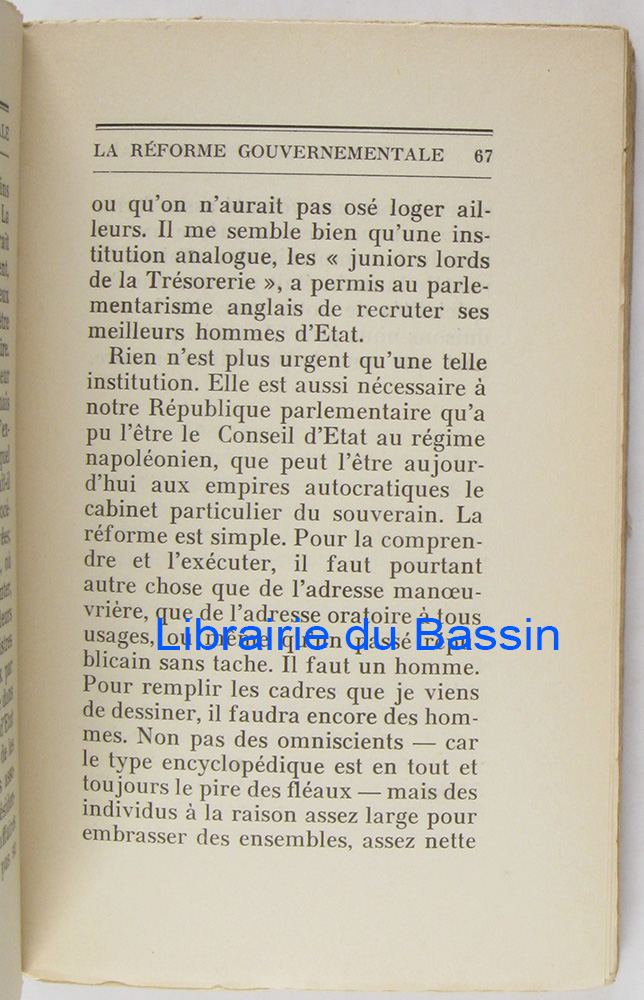 LA RÉFORME GOUVERNEMENTALE 67
ou qu'on n'aurait pas osé loger ail-
leurs. Il me semble bien qu'une ins-
titution analogue, les « juniors lords
de la Trésorerie », a permis au parle-
mentarisme anglais de recruter ses
meilleurs hommes d'Etat.
Rien n'est plus urgent qu'une telle
institution. Elle est aussi nécessaire à
notre République parlementaire qu'a
pu l'être le Conseil d'Etat au régime
napoléonien, que peut l'être aujour-
d'hui aux empires autocratiques le
cabinet particulier du souverain. La
réforme est simple. Pour la compren-
dre et l'exécuter, il faut pourtant
autre chose que de l'adresse manœu-
vrière, que de l'adresse oratoire à tous
usages, ou même qu'un passé répu-
blicain sans tache. Il faut un homme.
Pour remplir les cadres que je viens
de dessiner, il faudra encore des hom-
mes. Non pas des omniscients — car
le type encyclopédique est en tout et
toujours le pire des fléaux — mais des
individus à la raison assez large pour
embrasser des ensembles, assez nette
Librairie du Bassin